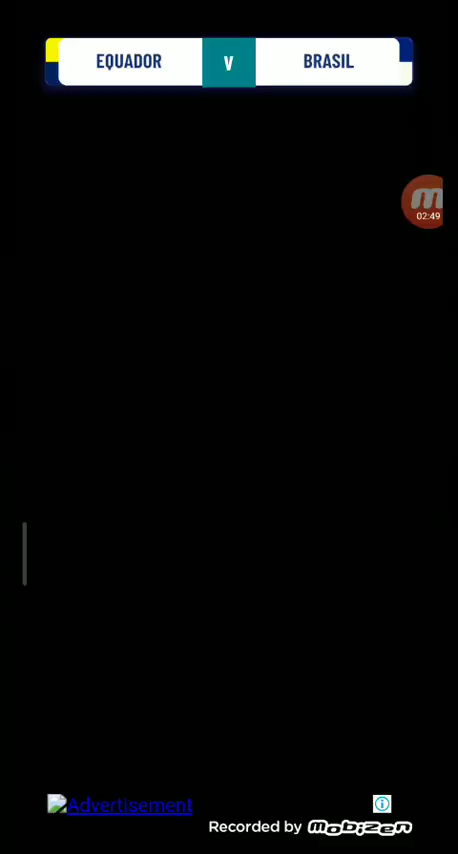 EQUADOR V BRASIL
02:49
Advertisement
Recorded by Mobizen